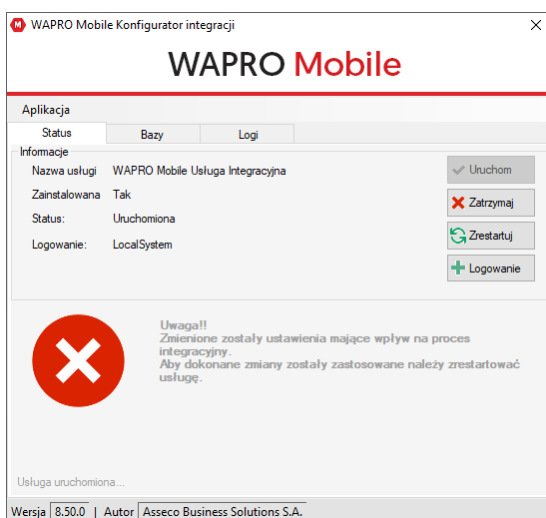 WAPRO Mobile Konfigurator integracji
WAPRO Mobile
Aplikacja
Status Bazy Logi
Informacje
Nazwa usługi WAPRO Mobile Usługa Integracyjna
Uruchom
Zainstalowana Tak
Zatrzymaj
Status: Uruchomiona
Zrestartuj
Logowanie: LocalSystem
Logowanie
Uwaga!!
Zmienione zostały ustawienia mające wpływ na proces
integracyjny.
Aby dokonane zmiany zostały zastosowane należy zrestartować
usługę.
Usługa uruchomiona...
Wersja 8.50.0 | Autor Asseco Business Solutions S.A.